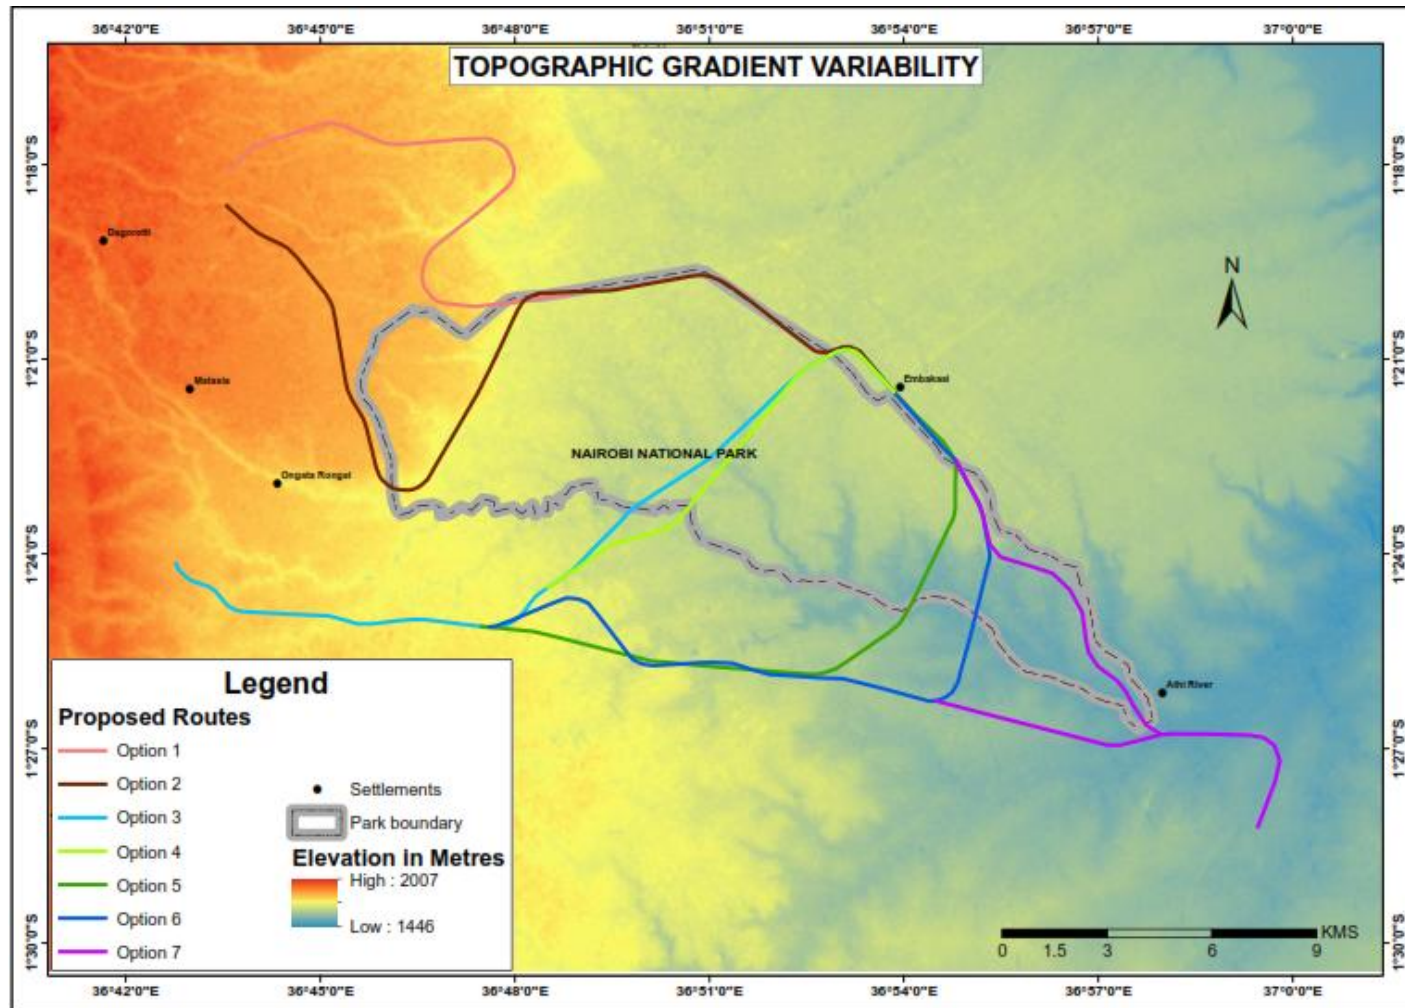 36°42'0"E 36°45'0"E 36°48'0"E 36°51'0"E 36°54'0"E 36°57'0"E 37°0'0"E
TOPOGRAPHIC GRADIENT VARIABILITY
1°18'0"S 1°18'0"S
Dagoretti
N
1°21'0"S 1°21'0"S
Embakasi
Mataaia
NAIROBI NATIONAL PARK
Ongata Rongai
1°24'0"S 1°24'0"S
Athi River
Legend
Proposed Routes
Option 1
Option 2
Option 3
Option 4
Option 5
Option 6
Option 7
Settlements
Park boundary
Elevation in Metres
High : 2007
Low : 1446
1°27'0"S 1°27'0"S
KMS
0 1.5 3 6 9
1°30'0"S 1°30'0"S
36°42'0"E 36°45'0"E 36°48'0"E 36°51'0"E 36°54'0"E 36°57'0"E 37°0'0"E